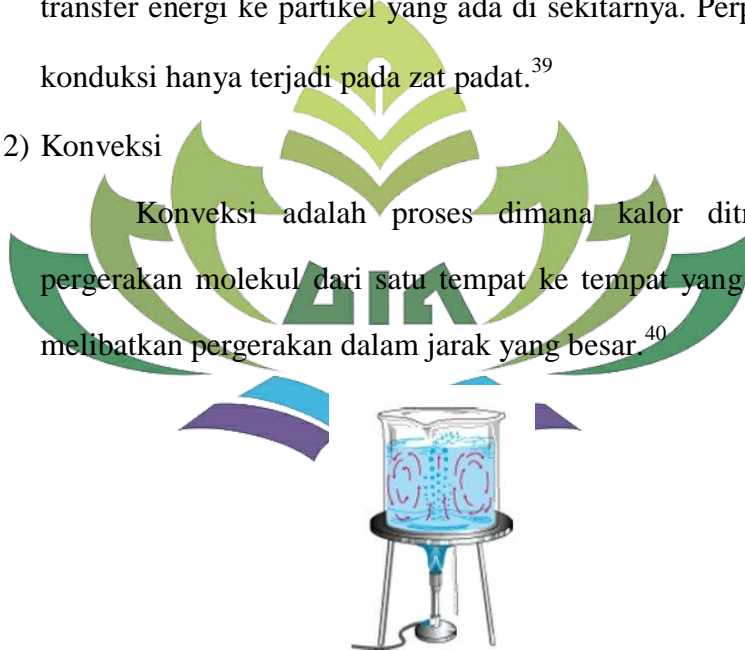 transfer energi ke partikel yang ada di sekitarnya. Perp
konduksi hanya terjadi pada zat padat.39
2) Konveksi
Konveksi adalah proses dimana kalor ditr
pergerakan molekul dari satu tempat ke tempat yang
melibatkan pergerakan dalam jarak yang besar.40